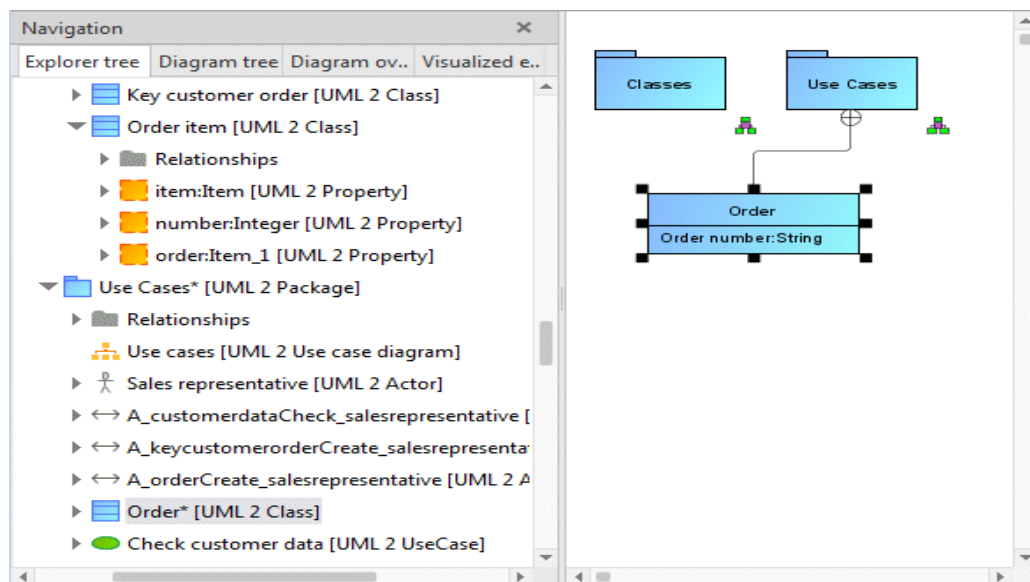 Navigation
Explorer tree Diagram tree Diagram ov.. Visualized e..
Key customer order [UML 2 Class]
Order item [UML 2 Class]
Relationships
item:Item [UML 2 Property]
number:Integer [UML 2 Property]
order:Item_1 [UML 2 Property]
Use Cases* [UML 2 Package]
Relationships
Use cases [UML 2 Use case diagram]
Sales representative [UML 2 Actor]
A_customerdataCheck_salesrepresentative [
A_keycustomerorderCreate_salesrepresenta
A_orderCreate_salesrepresentative [UML 2 A
Order* [UML 2 Class]
Check customer data [UML 2 UseCase]
Classes
Use Cases
Order
Order number:String